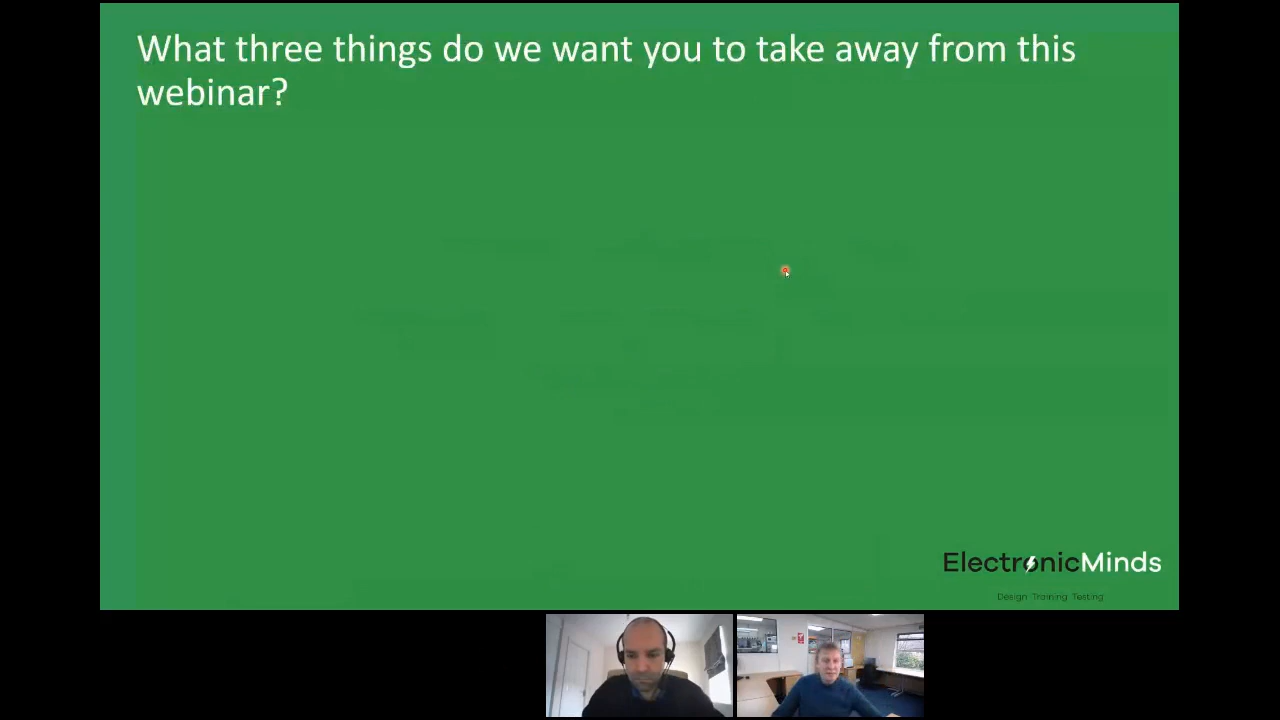 What three things do we want you to take away from this
webinar?
ElectronicMinds
Design Training Testing